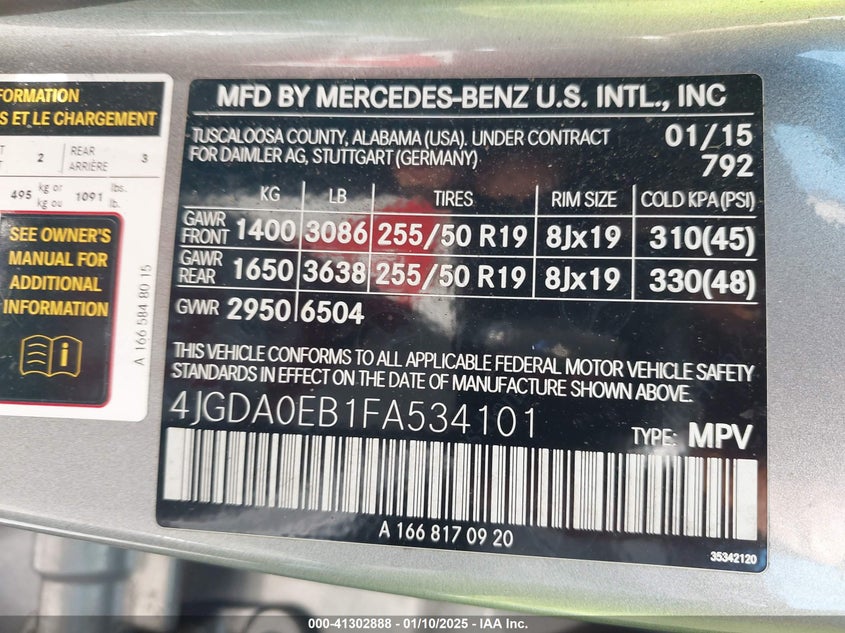 FORMATION
S ET LE CHARGEMENT
T 2 REAR 3
T ARRIÈRE
495 kg or 1091 lbs.
kg ou lb.
SEE OWNER'S
MANUAL FOR
ADDITIONAL
INFORMATION
A 166 584 80 15
MFD BY MERCEDES-BENZ U.S. INTL., INC
TUSCALOOSA COUNTY, ALABAMA (USA), UNDER CONTRACT 01/15
FOR DAIMLER AG, STUTTGART (GERMANY) 792
KG LB TIRES RIM SIZE COLD KPA (PSI)
GAWR FRONT 1400 3086 255/50 R19 8Jx19 310(45)
GAWR REAR 1650 3638 255/50 R19 8Jx19 330(48)
GVWR 2950 6504
THIS VEHICLE CONFORMS TO ALL APPLICABLE FEDERAL MOTOR VEHICLE SAFETY
STANDARDS IN EFFECT ON THE DATE OF MANUFACTURE SHOWN ABOVE.
4JGDA0EB1FA534101 TYPE: MPV
A 166 817 09 20
35342120
000-41302888 - 01/10/2025 - IAA Inc.